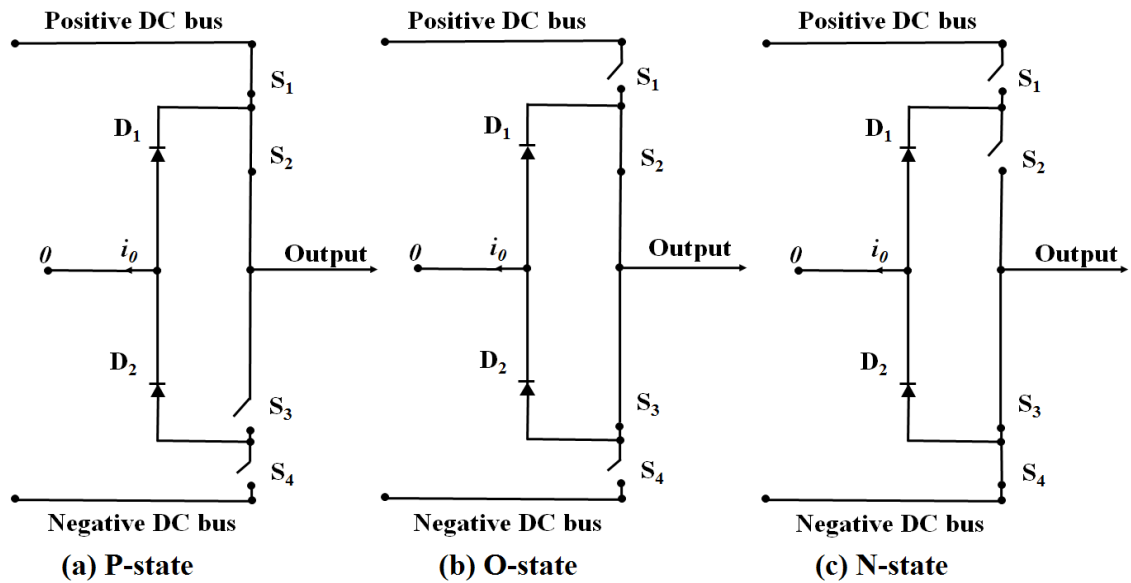 Positive DC bus
S1
D1
S2
0
i0
Output
D2
S3
S4
Negative DC bus
(a) P-state
Positive DC bus
S1
D1
S2
0
i0
Output
D2
S3
S4
Negative DC bus
(b) O-state
Positive DC bus
S1
D1
S2
0
i0
Output
D2
S3
S4
Negative DC bus
(c) N-state